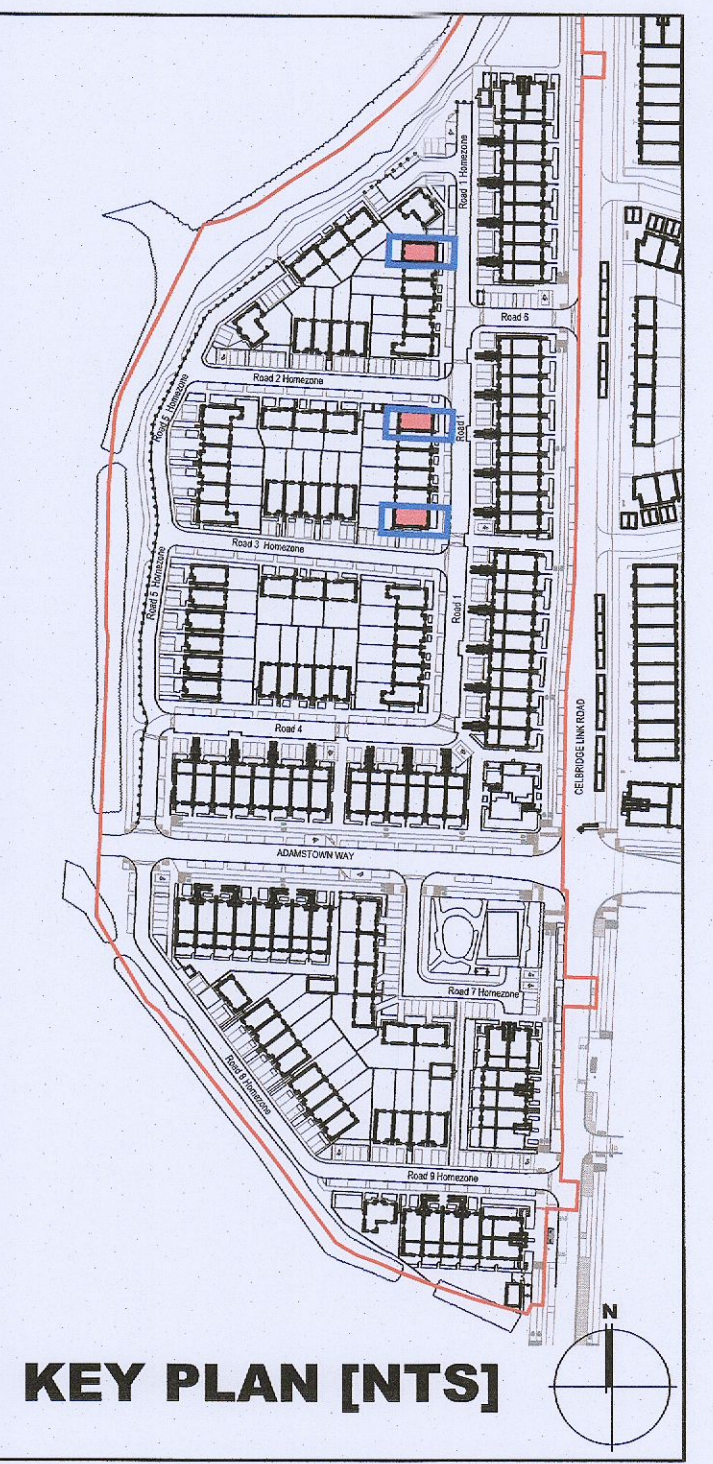 Road 1 Homezone
Road 6
Road 2 Homezone
Road 5 Homezone
Road 1
Road 3 Homezone
Road 5 Homezone
Road 1
Road 4
CELBRIDGE LINK ROAD
ADAMSTOWN WAY
Road 7 Homezone
Road 8 Homezone
Road 9 Homezone
N
KEY PLAN [NTS]